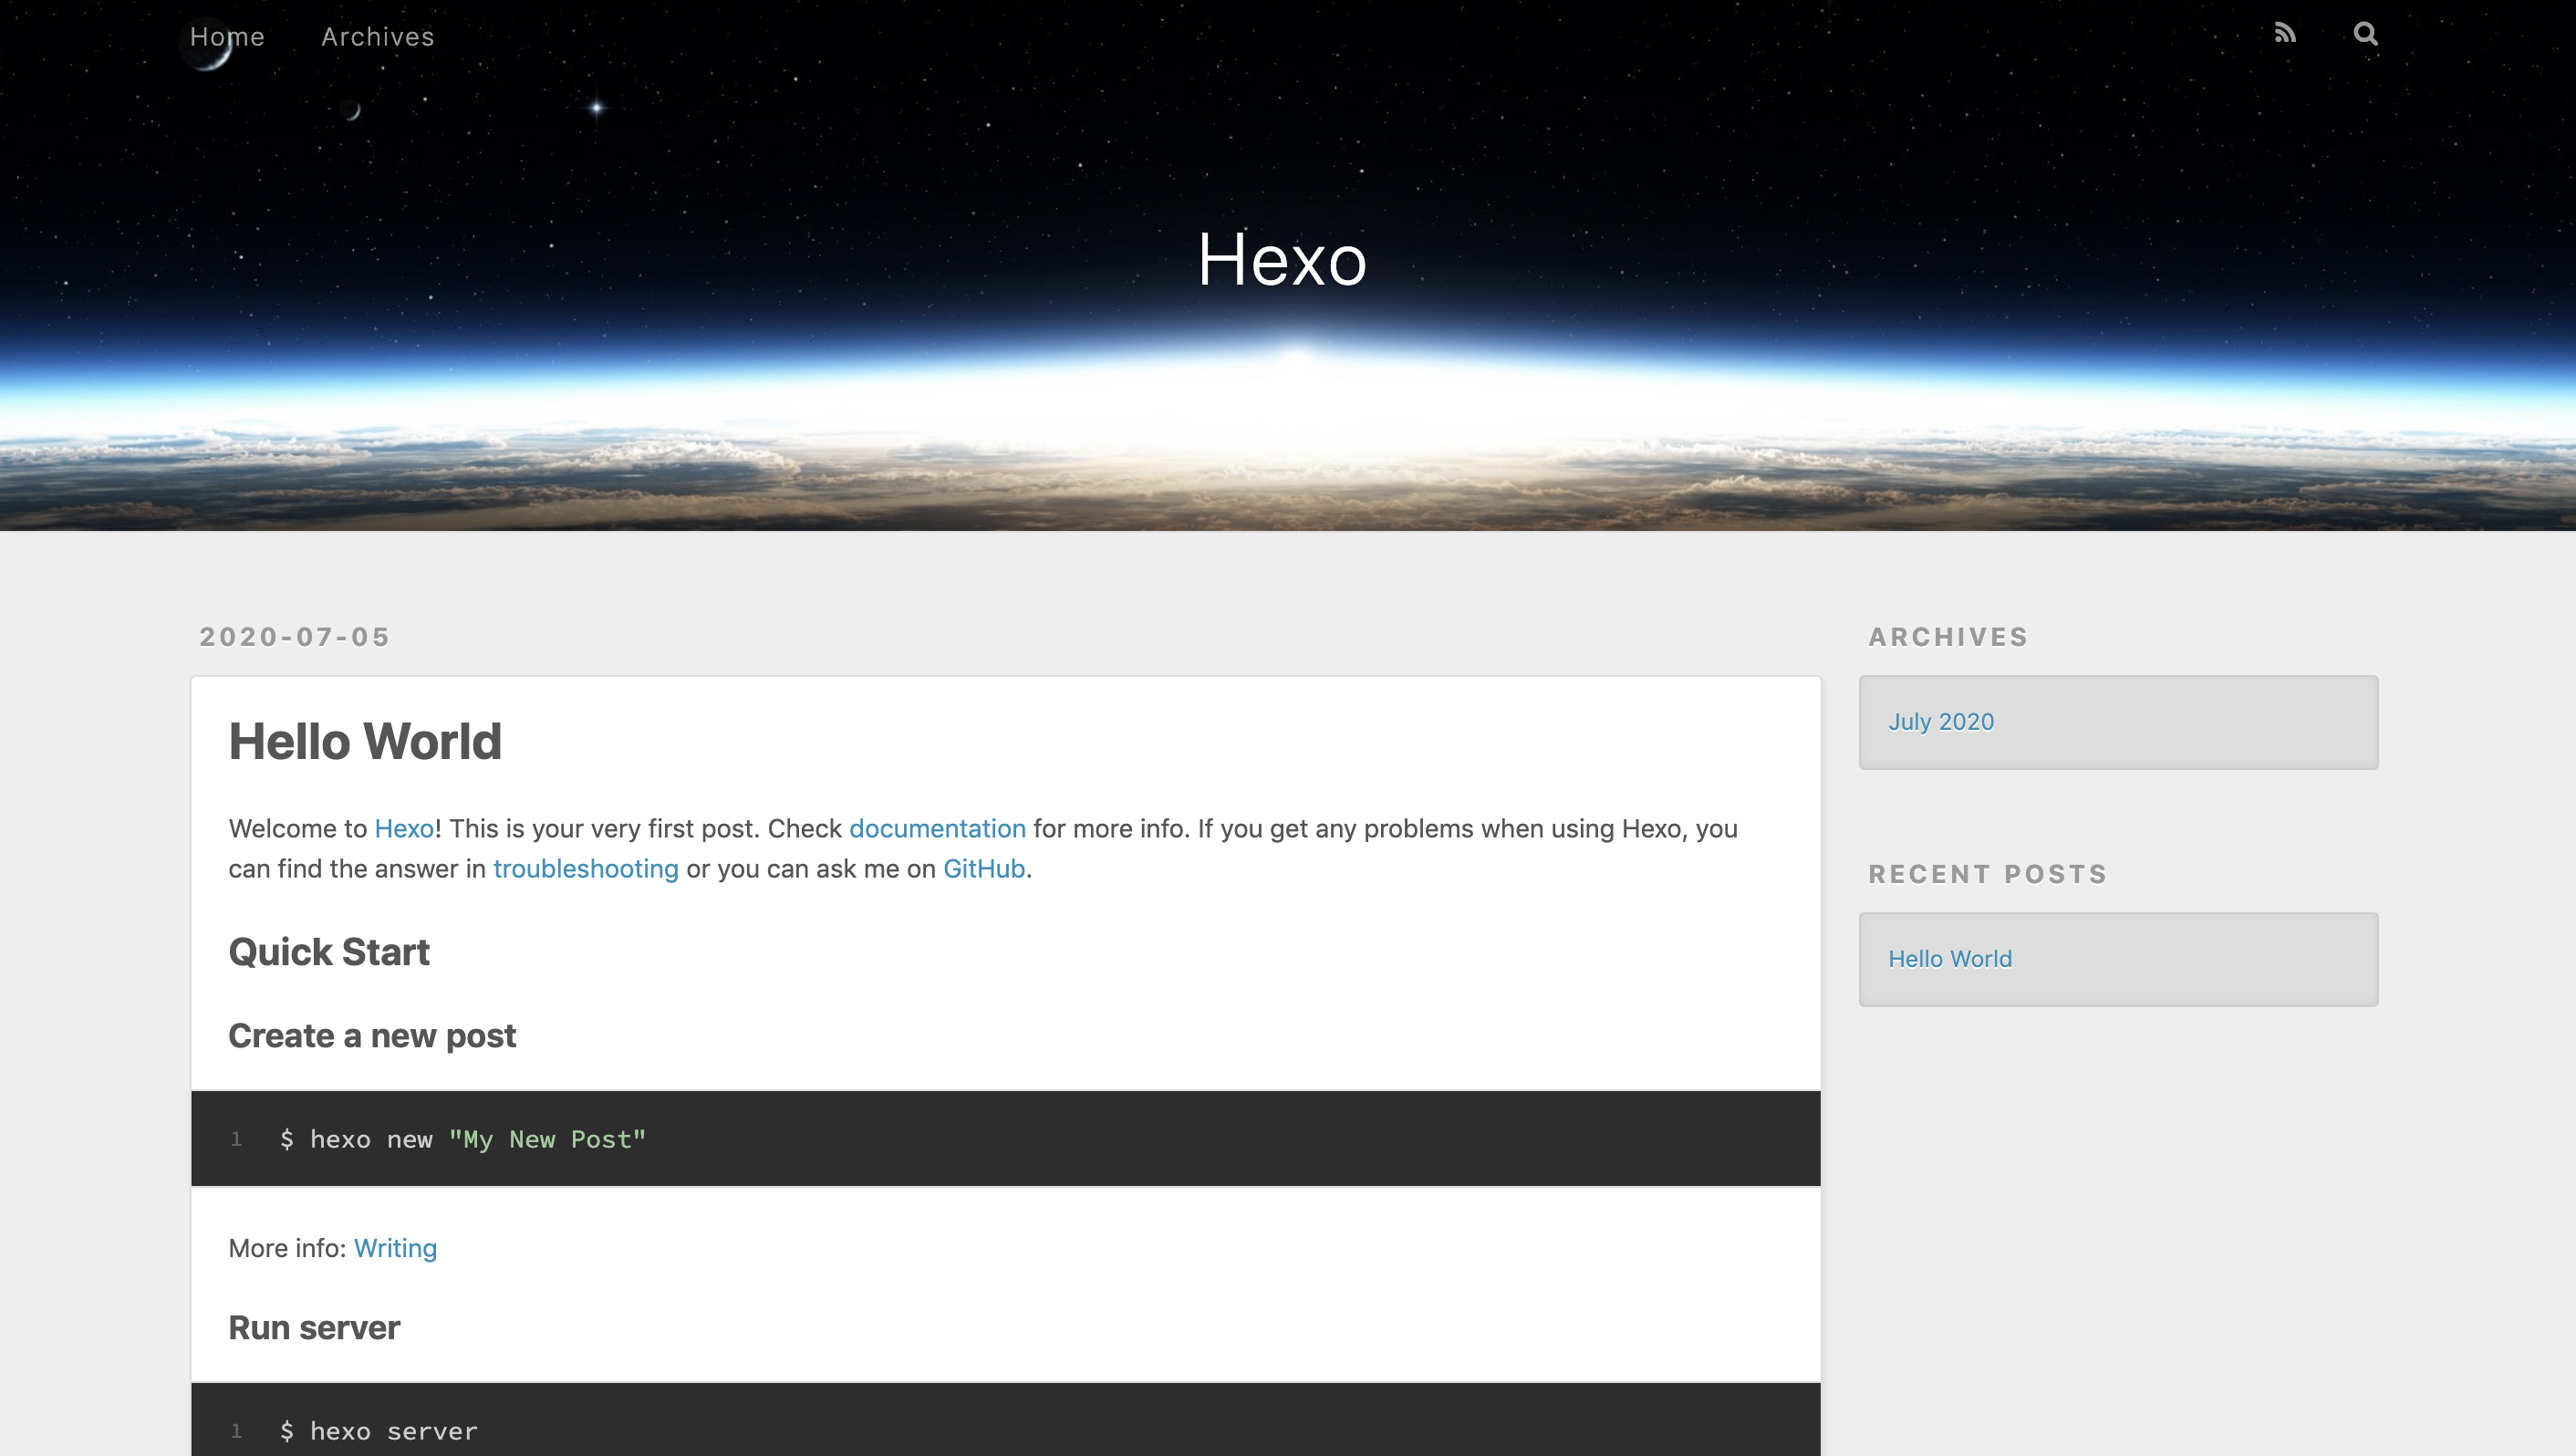 Home Archives
Hexo
2020-07-05
Hello World
Welcome to Hexo! This is your very first post. Check documentation for more info. If you get any problems when using Hexo, you
can find the answer in troubleshooting or you can ask me on GitHub.
Quick Start
Create a new post
1 $ hexo new "My New Post"
More info: Writing
Run server
1 $ hexo server
ARCHIVES
July 2020
RECENT POSTS
Hello World